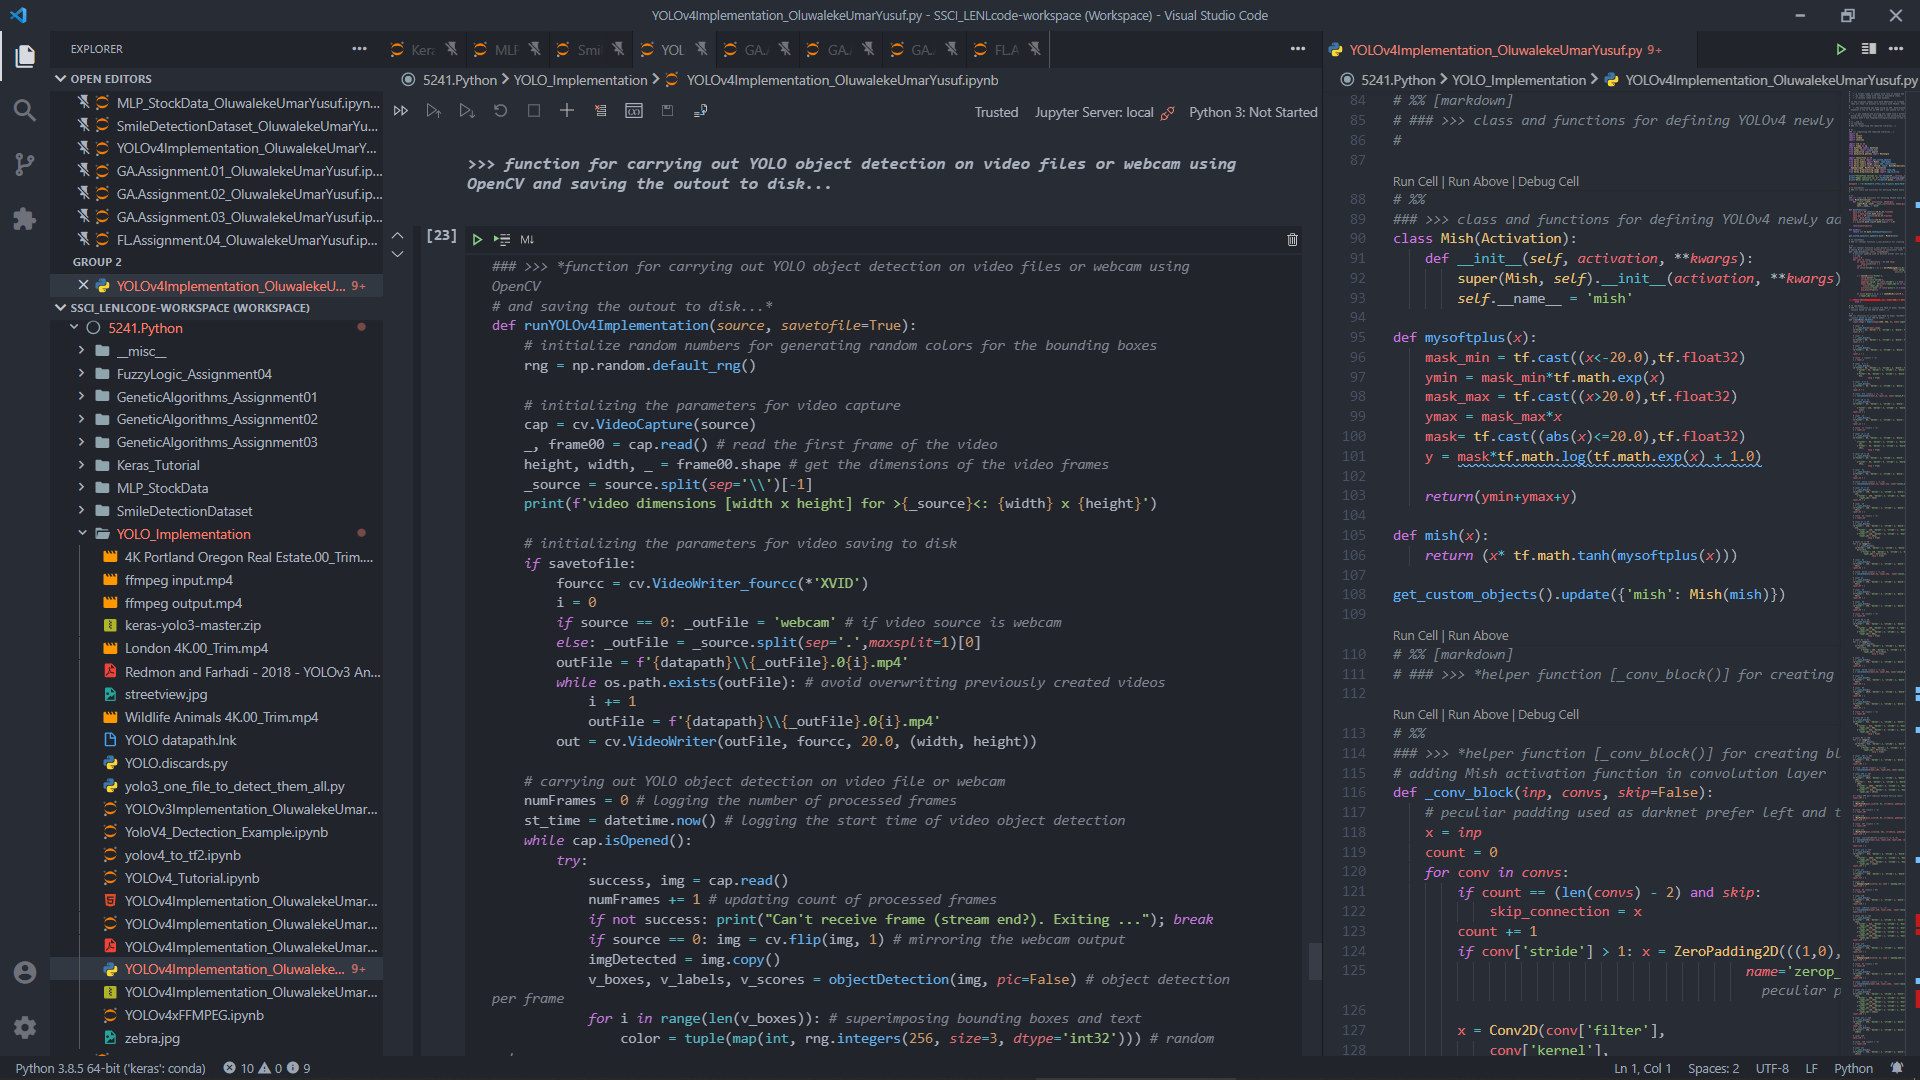 YOLOv4Implementation_OluwalekeUmarYusuf.py - SSCI_LENLcode-workspace (Workspace) - Visual Studio Code
EXPLORER
OPEN EDITORS
MLP_StockData_OluwalekeUmarYusuf.ipyn...
SmileDetectionDataset_OluwalekeUmarYu...
YOLOv4Implementation_OluwalekeUmarY...
GA.Assignment.01_OluwalekeUmarYusuf.ip...
GA.Assignment.02_OluwalekeUmarYusuf.ip...
GA.Assignment.03_OluwalekeUmarYusuf.ip...
FL.Assignment.04_OluwalekeUmarYusuf.ip...
GROUP 2
YOLOv4Implementation_OluwalekeU... 9+
SSCI_LENLCODE-WORKSPACE (WORKSPACE)
5241.Python
__misc__
FuzzyLogic_Assignment04
GeneticAlgorithms_Assignment01
GeneticAlgorithms_Assignment02
GeneticAlgorithms_Assignment03
Keras_Tutorial
MLP_StockData
SmileDetectionDataset
YOLO_Implementation
4K Portland Oregon Real Estate.00_Trim....
ffmpeg input.mp4
ffmpeg output.mp4
keras-yolo3-master.zip
London 4K.00_Trim.mp4
Redmon and Farhadi - 2018 - YOLOv3 An...
streetview.jpg
Wildlife Animals 4K.00_Trim.mp4
YOLO datapath.lnk
YOLO.discards.py
yolo3_one_file_to_detect_them_all.py
YOLOv3Implementation_OluwalekeUmar...
YoloV4_Dectection_Example.ipynb
yolov4_to_tf2.ipynb
YOLOv4_Tutorial.ipynb
YOLOv4Implementation_OluwalekeUmar...
YOLOv4Implementation_OluwalekeUmar...
YOLOv4Implementation_OluwalekeUmar...
YOLOv4Implementation_Oluwaleke... 9+
YOLOv4Implementation_OluwalekeUmar...
YOLOv4xFFMPEG.ipynb
zebra.jpg
Kera MLF Smi YOL GA. GA. GA. FL.A
5241.Python > YOLO_Implementation > YOLOv4Implementation_OluwalekeUmarYusuf.ipynb
Trusted Jupyter Server: local Python 3: Not Started
>>> function for carrying out YOLO object detection on video files or webcam using
OpenCV and saving the outout to disk...
[23]
M↓
### >>> *function for carrying out YOLO object detection on video files or webcam using
OpenCV
# and saving the outout to disk...*
def runYOLOv4Implementation(source, savetofile=True):
# initialize random numbers for generating random colors for the bounding boxes
rng = np.random.default_rng()
# initializing the parameters for video capture
cap = cv.VideoCapture(source)
_, frame00 = cap.read() # read the first frame of the video
height, width, _ = frame00.shape # get the dimensions of the video frames
_source = source.split(sep='\\')[-1]
print(f'video dimensions [width x height] for >{_source}<: {width} x {height}')
# initializing the parameters for video saving to disk
if savetofile:
fourcc = cv.VideoWriter_fourcc(*'XVID')
i = 0
if source == 0: _outFile = 'webcam' # if video source is webcam
else: _outFile = _source.split(sep='.',maxsplit=1)[0]
outFile = f'{datapath}\\{_outFile}.0{i}.mp4'
while os.path.exists(outFile): # avoid overwriting previously created videos
i += 1
outFile = f'{datapath}\\{_outFile}.0{i}.mp4'
out = cv.VideoWriter(outFile, fourcc, 20.0, (width, height))
# carrying out YOLO object detection on video file or webcam
numFrames = 0 # logging the number of processed frames
st_time = datetime.now() # logging the start time of video object detection
while cap.isOpened():
try:
success, img = cap.read()
numFrames += 1 # updating count of processed frames
if not success: print("Can't receive frame (stream end?). Exiting ..."); break
if source == 0: img = cv.flip(img, 1) # mirroring the webcam output
imgDetected = img.copy()
v_boxes, v_labels, v_scores = objectDetection(img, pic=False) # object detection
per frame
for i in range(len(v_boxes)): # superimposing bounding boxes and text
color = tuple(map(int, rng.integers(256, size=3, dtype='int32'))) # random
YOLOv4Implementation_OluwalekeUmarYusuf.py 9+
5241.Python > YOLO_Implementation > YOLOv4Implementation_OluwalekeUmarYusuf.py
84 # %% [markdown]
85 # ### >>> class and functions for defining YOLOv4 newly
86 #
87
Run Cell | Run Above | Debug Cell
88 # %%
89 ### >>> class and functions for defining YOLOv4 newly ad
90 class Mish(Activation):
91 def __init__(self, activation, **kwargs):
92 super(Mish, self).__init__(activation, **kwargs)
93 self.__name__ = 'mish'
94
95 def mysoftplus(x):
96 mask_min = tf.cast((x<-20.0),tf.float32)
97 ymin = mask_min*tf.math.exp(x)
98 mask_max = tf.cast((x>20.0),tf.float32)
99 ymax = mask_max*x
100 mask= tf.cast((abs(x)<=20.0),tf.float32)
101 y = mask*tf.math.log(tf.math.exp(x) + 1.0)
102
103 return(ymin+ymax+y)
104
105 def mish(x):
106 return (x* tf.math.tanh(mysoftplus(x)))
107
108 get_custom_objects().update({'mish': Mish(mish)})
109
Run Cell | Run Above
110 # %% [markdown]
111 # ### >>> *helper function [_conv_block()] for creating
112
Run Cell | Run Above | Debug Cell
113 # %%
114 ### >>> *helper function [_conv_block()] for creating bl
115 # adding Mish activation function in convolution layer
116 def _conv_block(inp, convs, skip=False):
117 # peculiar padding used as darknet prefer left and t
118 x = inp
119 count = 0
120 for conv in convs:
121 if count == (len(convs) - 2) and skip:
122 skip_connection = x
123 count += 1
124 if conv['stride'] > 1: x = ZeroPadding2D(((1,0),
125 name='zerop_
peculiar p
126
127 x = Conv2D(conv['filter'],
128 conv['kernel'],
Python 3.8.5 64-bit ('keras': conda) 10 0 9
Ln 1, Col 1 Spaces: 2 UTF-8 LF Python